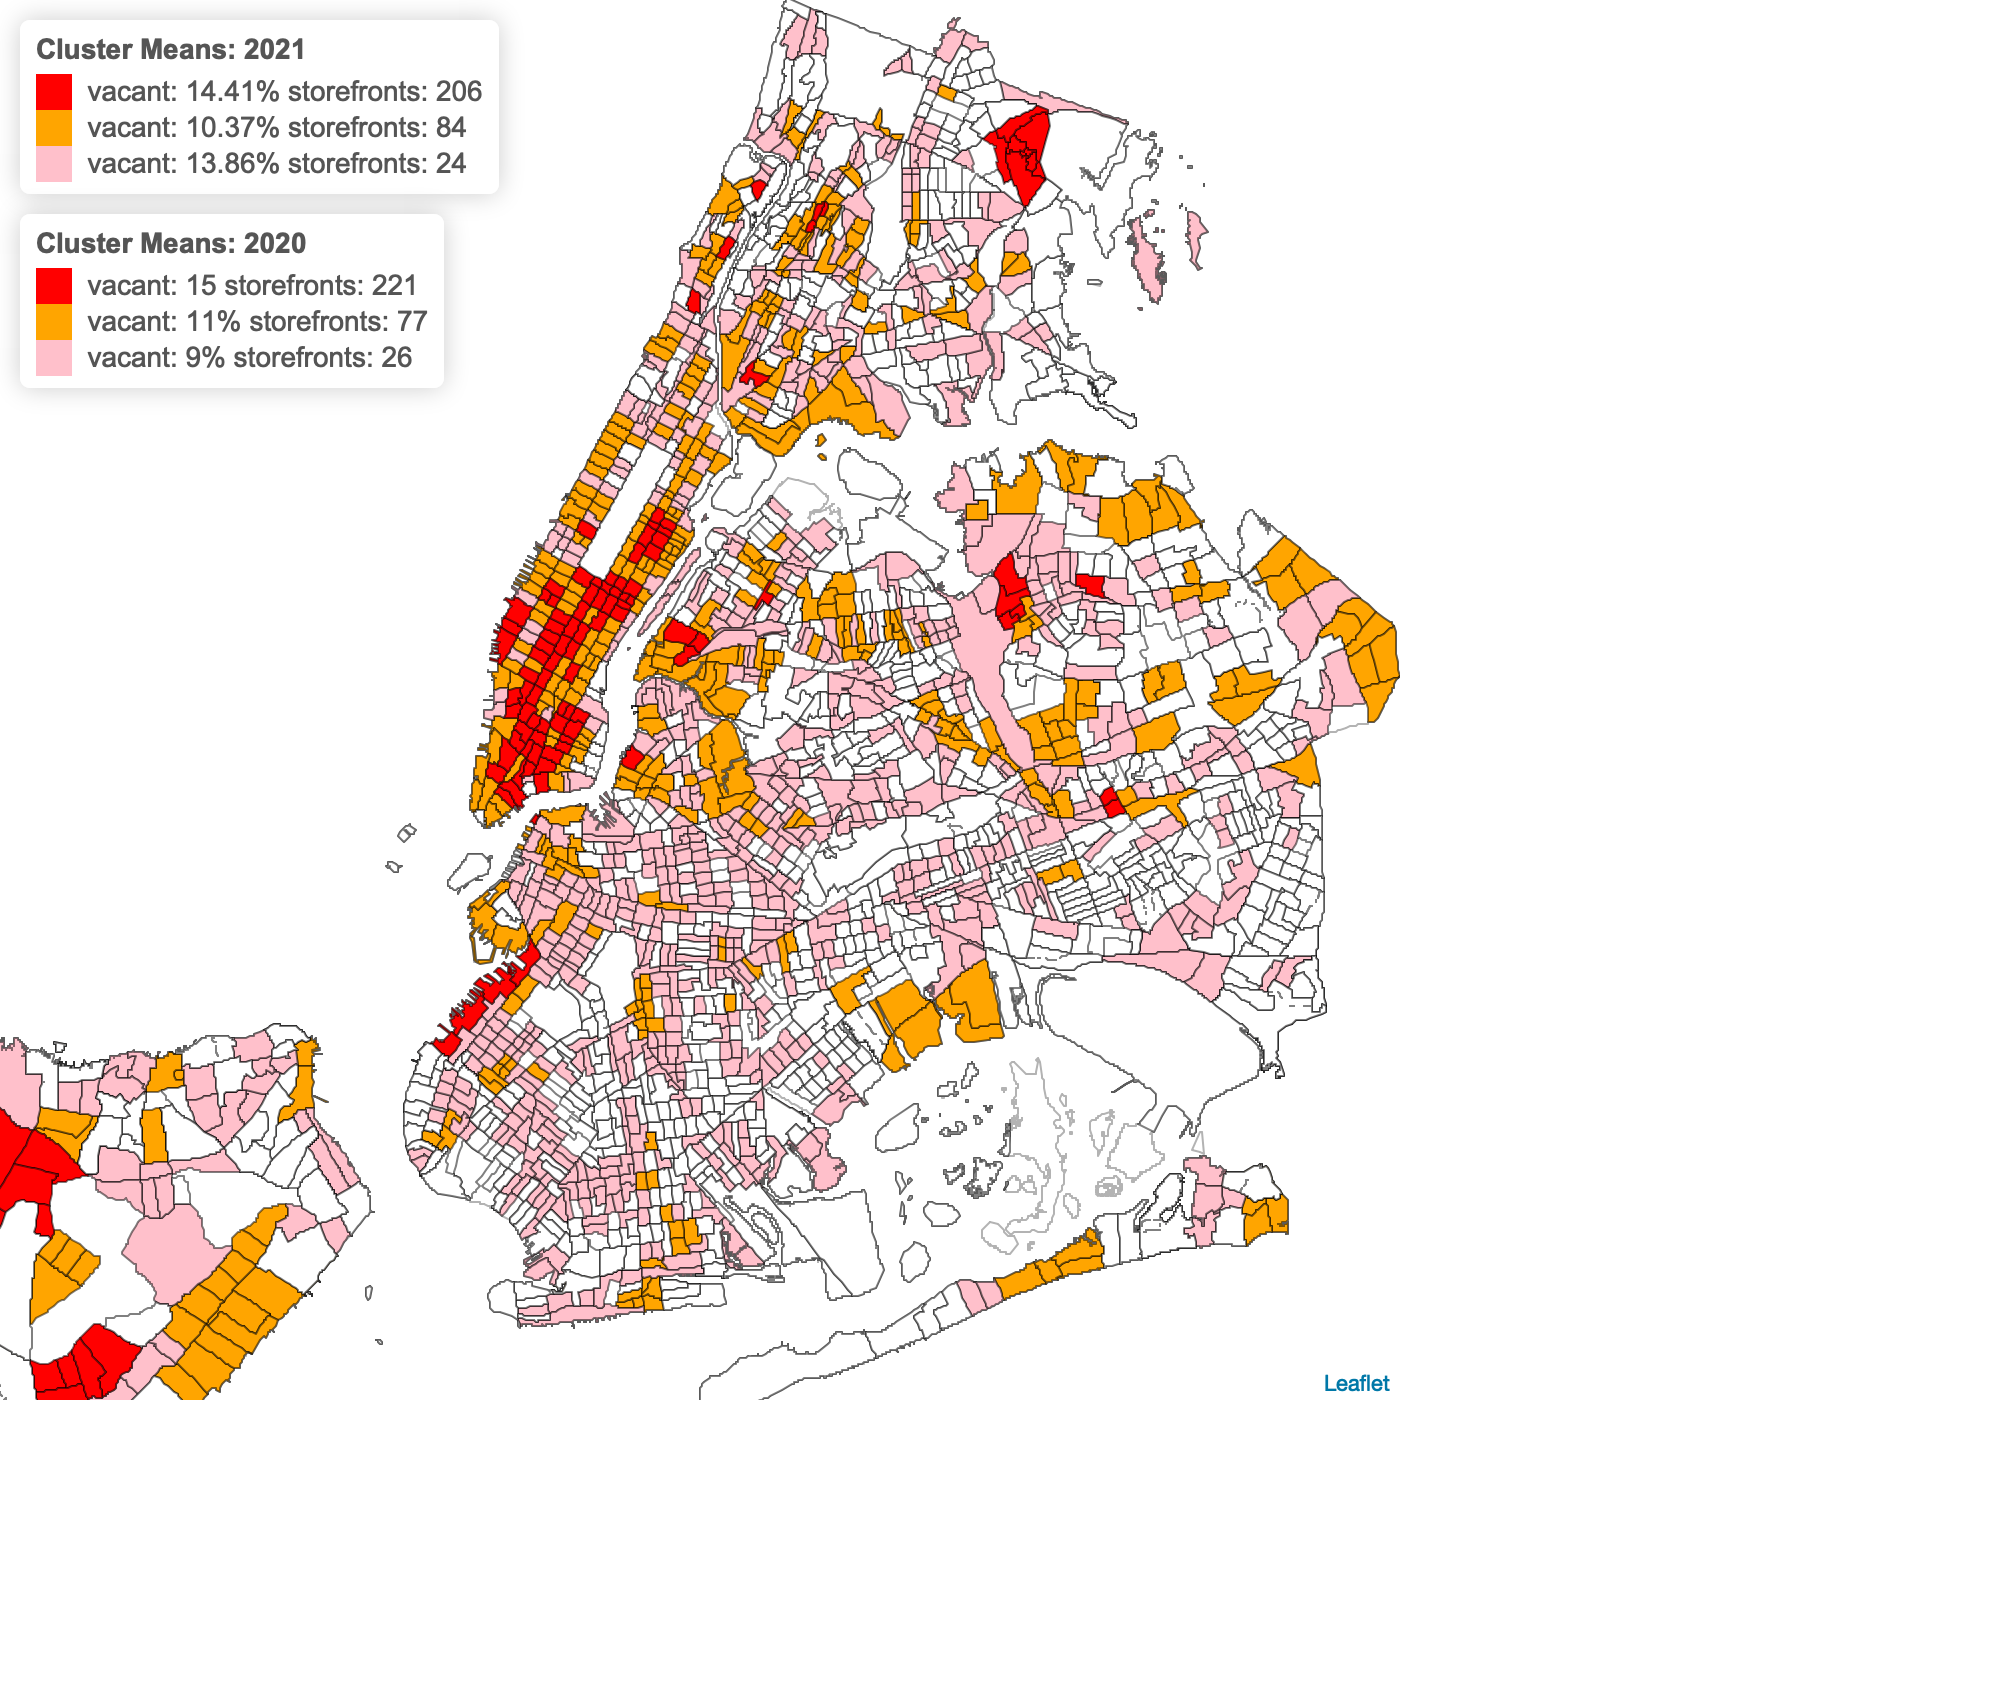 Cluster Means: 2021
vacant: 14.41% storefronts: 206
vacant: 10.37% storefronts: 84
vacant: 13.86% storefronts: 24
Cluster Means: 2020
vacant: 15 storefronts: 221
vacant: 11% storefronts: 77
vacant: 9% storefronts: 26
Leaflet